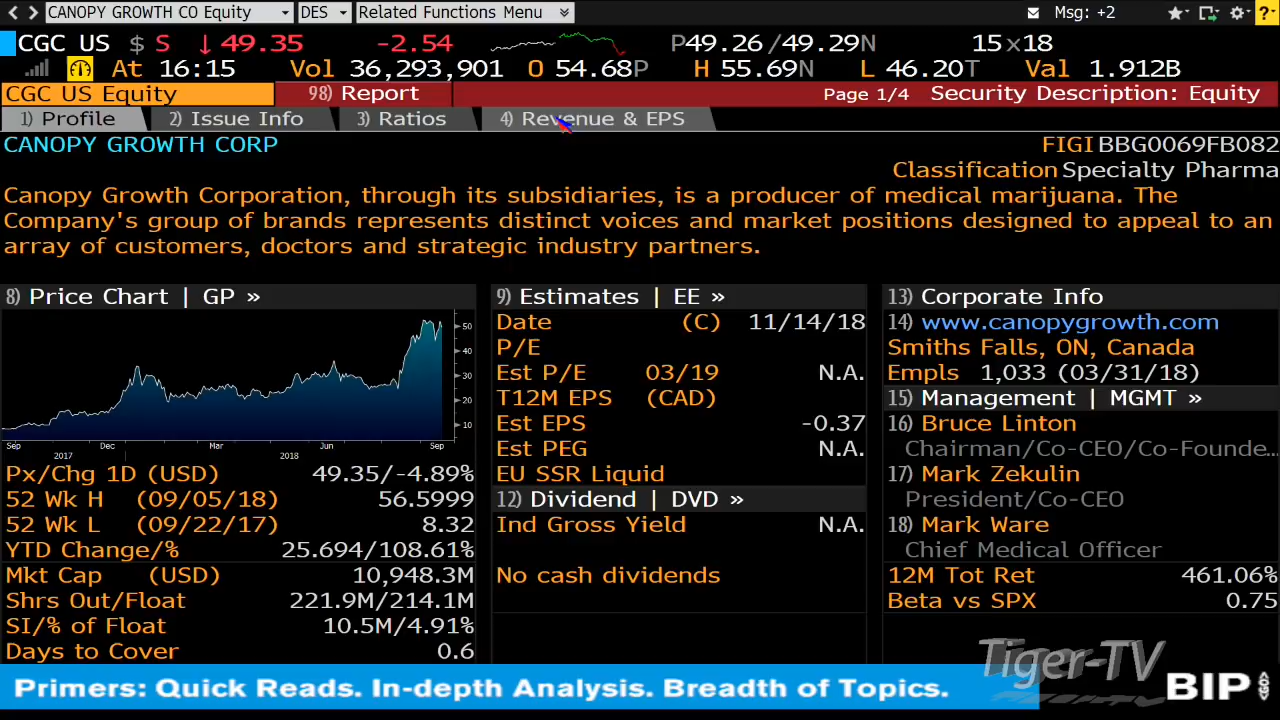 CANOPY GROWTH CO Equity DES Related Functions Menu Msg: +2
CGC US $ S ↓ 49.35 -2.54 P49.26/49.29N 15x18
At 16:15 Vol 36,293,901 O 54.68P H 55.69N L 46.20T Val 1.912B
CGC US Equity 98) Report Page 1/4 Security Description: Equity
1) Profile 2) Issue Info 3) Ratios 4) Revenue & EPS
CANOPY GROWTH CORP FIGI BBG0069FB082
Classification Specialty Pharma
Canopy Growth Corporation, through its subsidiaries, is a producer of medical marijuana. The
Company's group of brands represents distinct voices and market positions designed to appeal to an
array of customers, doctors and strategic industry partners.
8) Price Chart | GP »
50
40
30
20
10
Sep Dec Mar Jun Sep
2017 2018
Px/Chg 1D (USD) 49.35/-4.89%
52 Wk H (09/05/18) 56.5999
52 Wk L (09/22/17) 8.32
YTD Change/% 25.694/108.61%
Mkt Cap (USD) 10,948.3M
Shrs Out/Float 221.9M/214.1M
SI/% of Float 10.5M/4.91%
Days to Cover 0.6
9) Estimates | EE »
Date (C) 11/14/18
P/E
Est P/E 03/19 N.A.
T12M EPS (CAD)
Est EPS -0.37
Est PEG N.A.
EU SSR Liquid
12) Dividend | DVD »
Ind Gross Yield N.A.
No cash dividends
13) Corporate Info
14) www.canopygrowth.com
Smiths Falls, ON, Canada
Empls 1,033 (03/31/18)
15) Management | MGMT »
16) Bruce Linton
Chairman/Co-CEO/Co-Founde...
17) Mark Zekulin
President/Co-CEO
18) Mark Ware
Chief Medical Officer
12M Tot Ret 461.06%
Beta vs SPX 0.75
Tiger-TV
Primers: Quick Reads. In-depth Analysis. Breadth of Topics. BIP GO